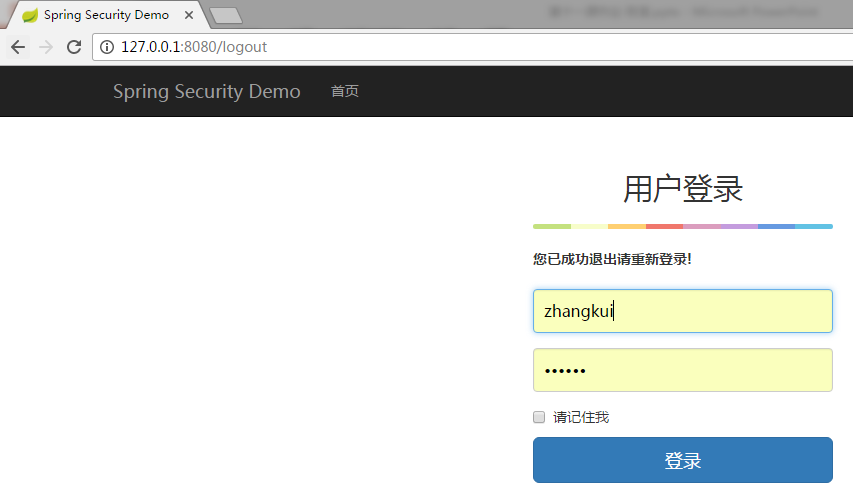 Spring Security Demo
127.0.0.1:8080/logout
Spring Security Demo 首页
用户登录
您已成功退出请重新登录!
zhangkui
••••••
请记住我
登录